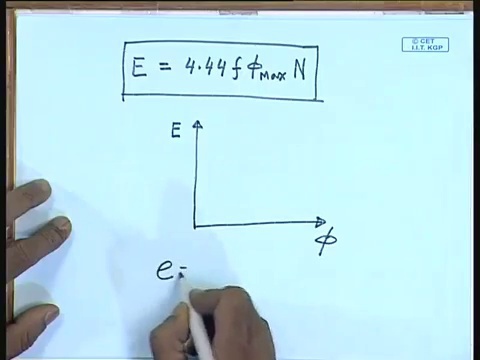 © CET
I.I.T. KGP
E = 4.44 f ϕmax N
E
ϕ
e=